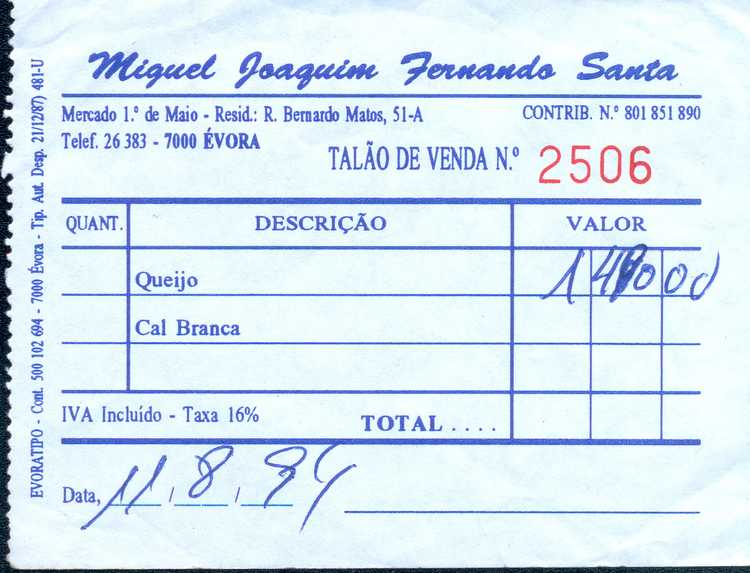 Miguel Joaquim Fernando Santa
Mercado 1.º de Maio - Resid.: R. Bernardo Matos, 51-A
CONTRIB. N.º 801 851 890
Telef. 26 383 - 7000 ÉVORA
TALÃO DE VENDA N.º 2506
QUANT. DESCRIÇÃO VALOR
Queijo
Cal Branca
IVA Incluído - Taxa 16% TOTAL . . . .
Data, 11 / 8 / 94
EVORATIPO - Cont. 500 102 694 - 7000 Évora - Tip. Aut. Desp. 21/12/87) 481-U